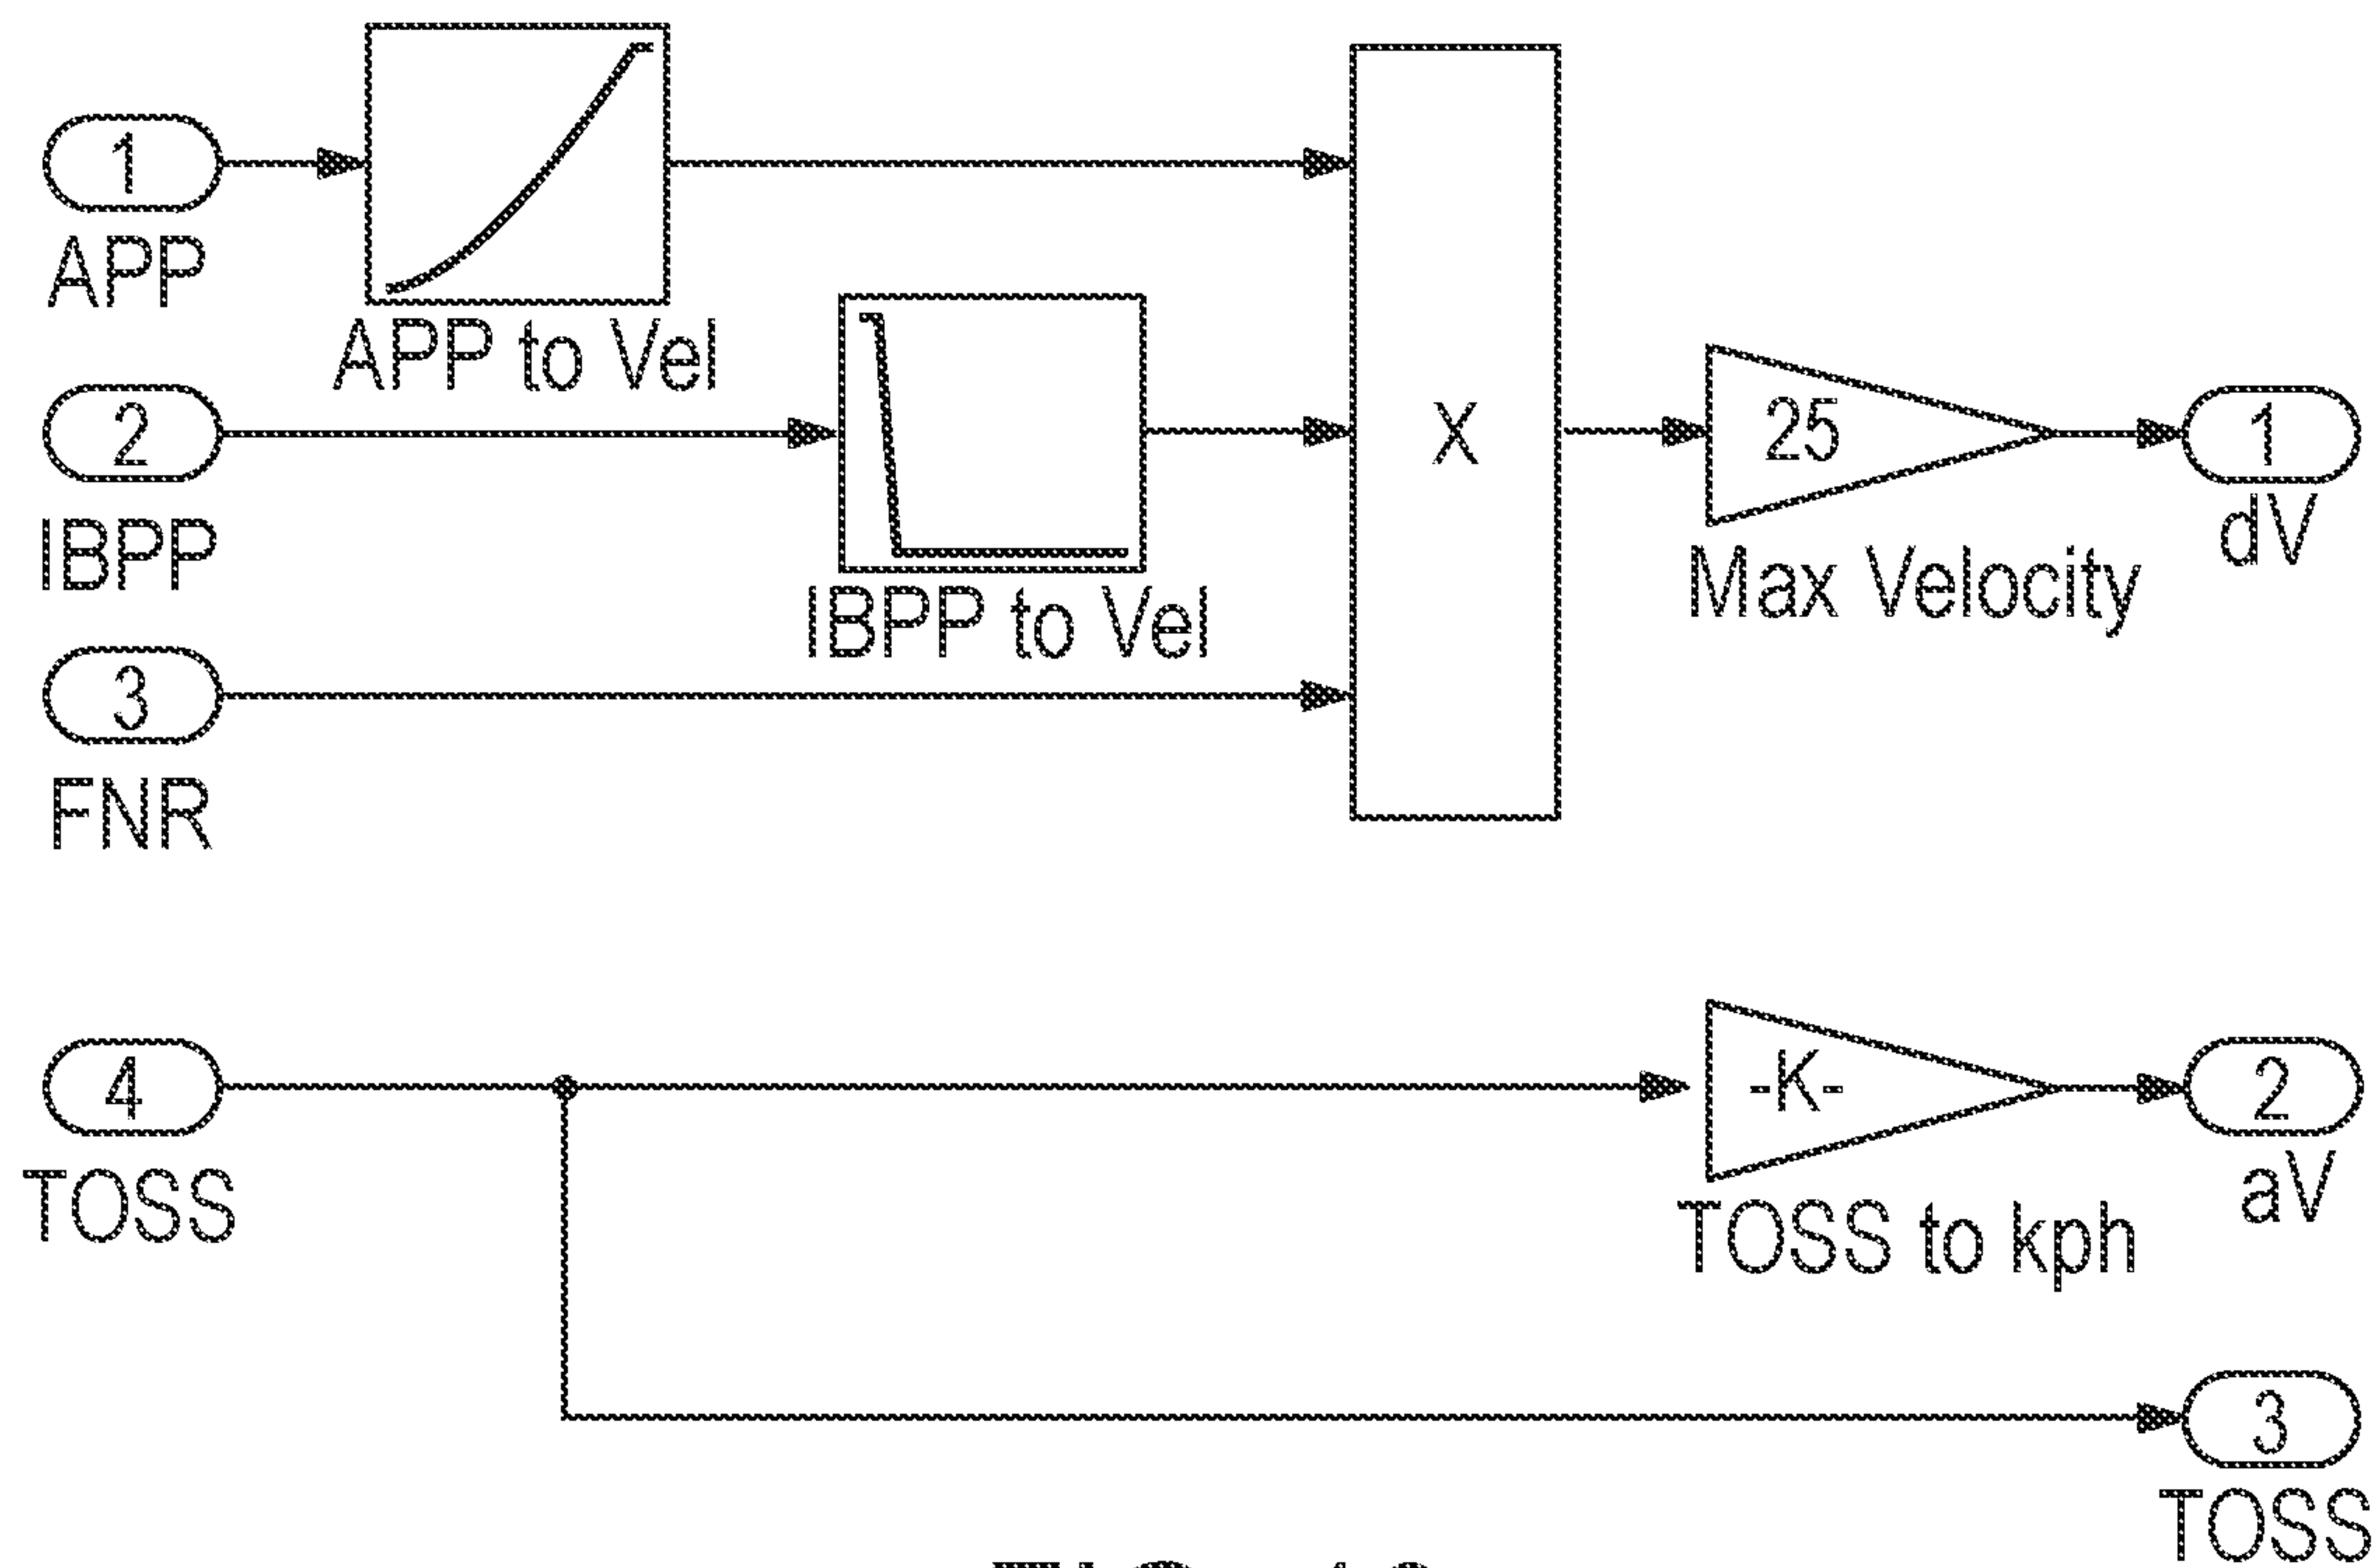 1
APP
APP to Vel
2
IBPP
IBPP to Vel
3
FNR
X
25
Max Velocity
1
dV
4
TOSS
-K-
TOSS to kph
2
aV
3
TOSS